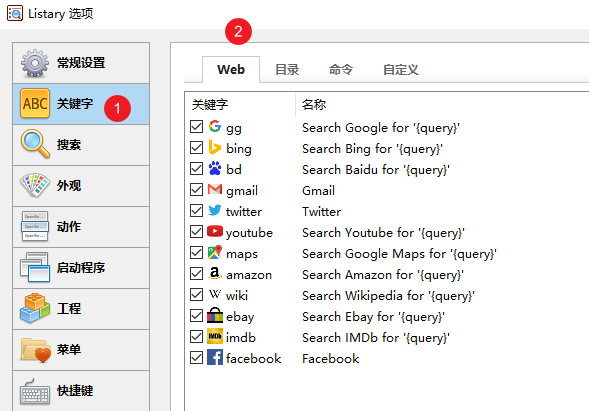 Listary 选项
2
常规设置
ABC 关键字 1
搜索
外观
动作
启动程序
工程
菜单
快捷键
Web 目录 命令 自定义
关键字 名称
gg Search Google for '{query}'
bing Search Bing for '{query}'
bd Search Baidu for '{query}'
gmail Gmail
twitter Twitter
youtube Search Youtube for '{query}'
maps Search Google Maps for '{query}'
amazon Search Amazon for '{query}'
wiki Search Wikipedia for '{query}'
ebay Search Ebay for '{query}'
imdb Search IMDb for '{query}'
facebook Facebook